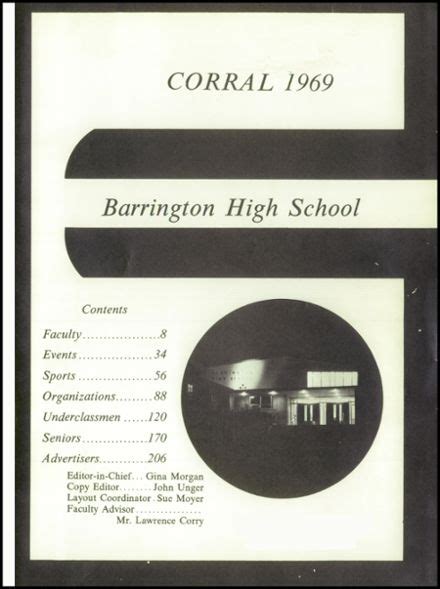 CORRAL 1969
Barrington High School
Contents
Faculty..................8
Events..................34
Sports ..................56
Organizations.........88
Underclassmen ......120
Seniors................170
Advertisers...........206
Editor-in-Chief... Gina Morgan
Copy Editor........John Unger
Layout Coordinator . Sue Moyer
Faculty Advisor................
Mr. Lawrence Corry